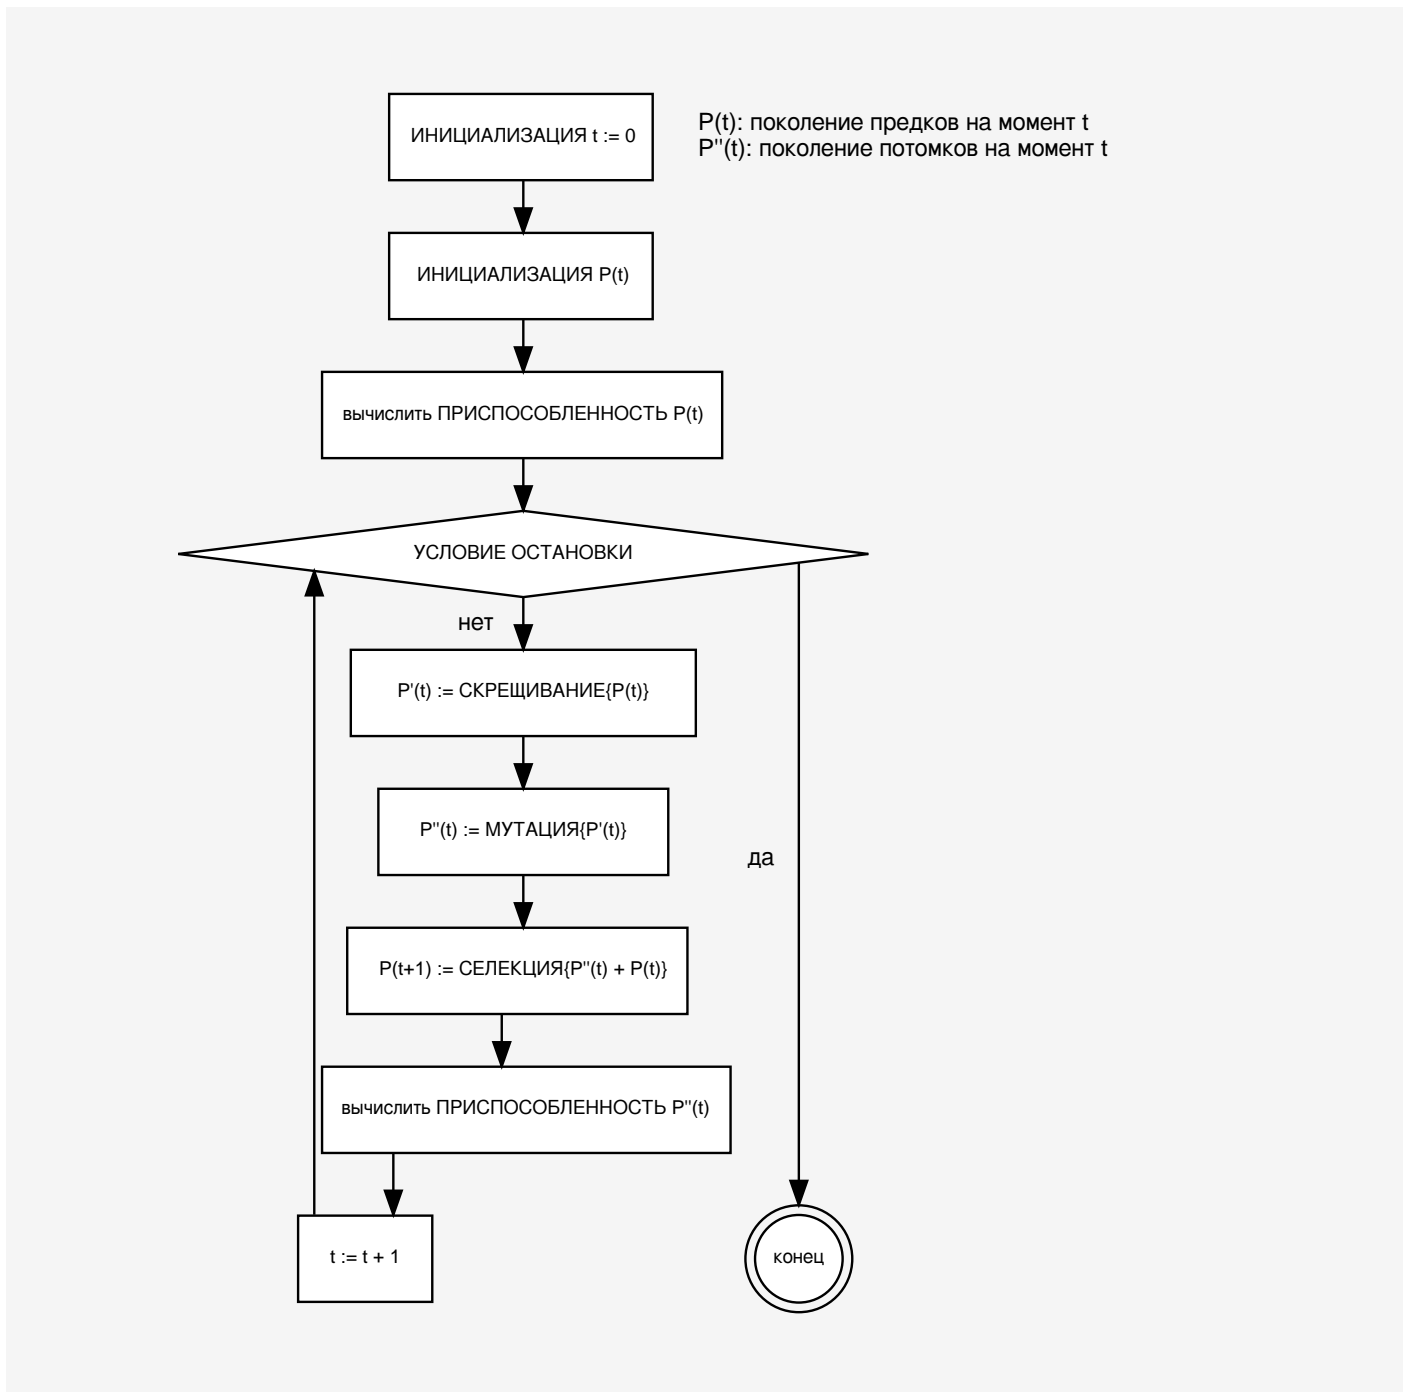 ИНИЦИАЛИЗАЦИЯ t := 0
P(t): поколение предков на момент t
P''(t): поколение потомков на момент t
ИНИЦИАЛИЗАЦИЯ P(t)
вычислить ПРИСПОСОБЛЕННОСТЬ P(t)
УСЛОВИЕ ОСТАНОВКИ
нет
P'(t) := СКРЕЩИВАНИЕ{P(t)}
P''(t) := МУТАЦИЯ{P'(t)}
да
P(t+1) := СЕЛЕКЦИЯ{P''(t) + P(t)}
вычислить ПРИСПОСОБЛЕННОСТЬ P''(t)
t := t + 1
конец